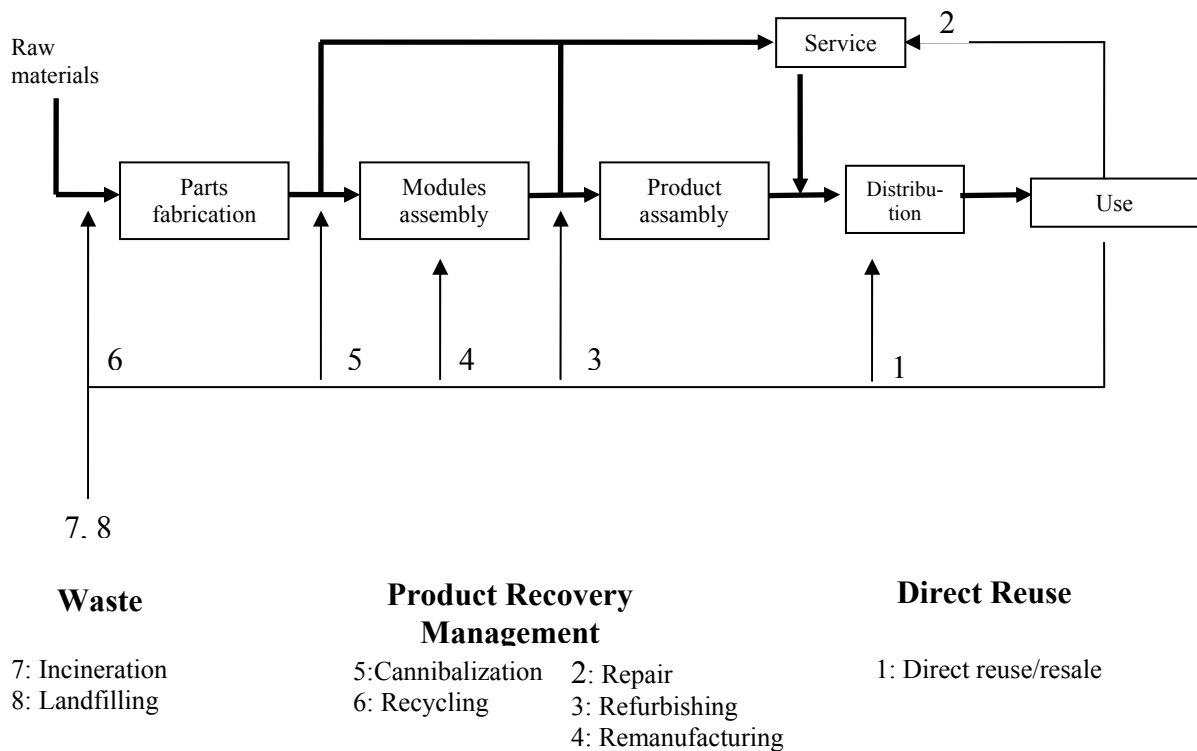 2
Raw
materials
Service
Parts
fabrication
Modules
assembly
Product
assambly
Distribu-
tion
Use
6
5
4
3
1
7, 8
Waste
Product Recovery
Management
Direct Reuse
7: Incineration
8: Landfilling
5:Cannibalization
6: Recycling
2: Repair
3: Refurbishing
4: Remanufacturing
1: Direct reuse/resale